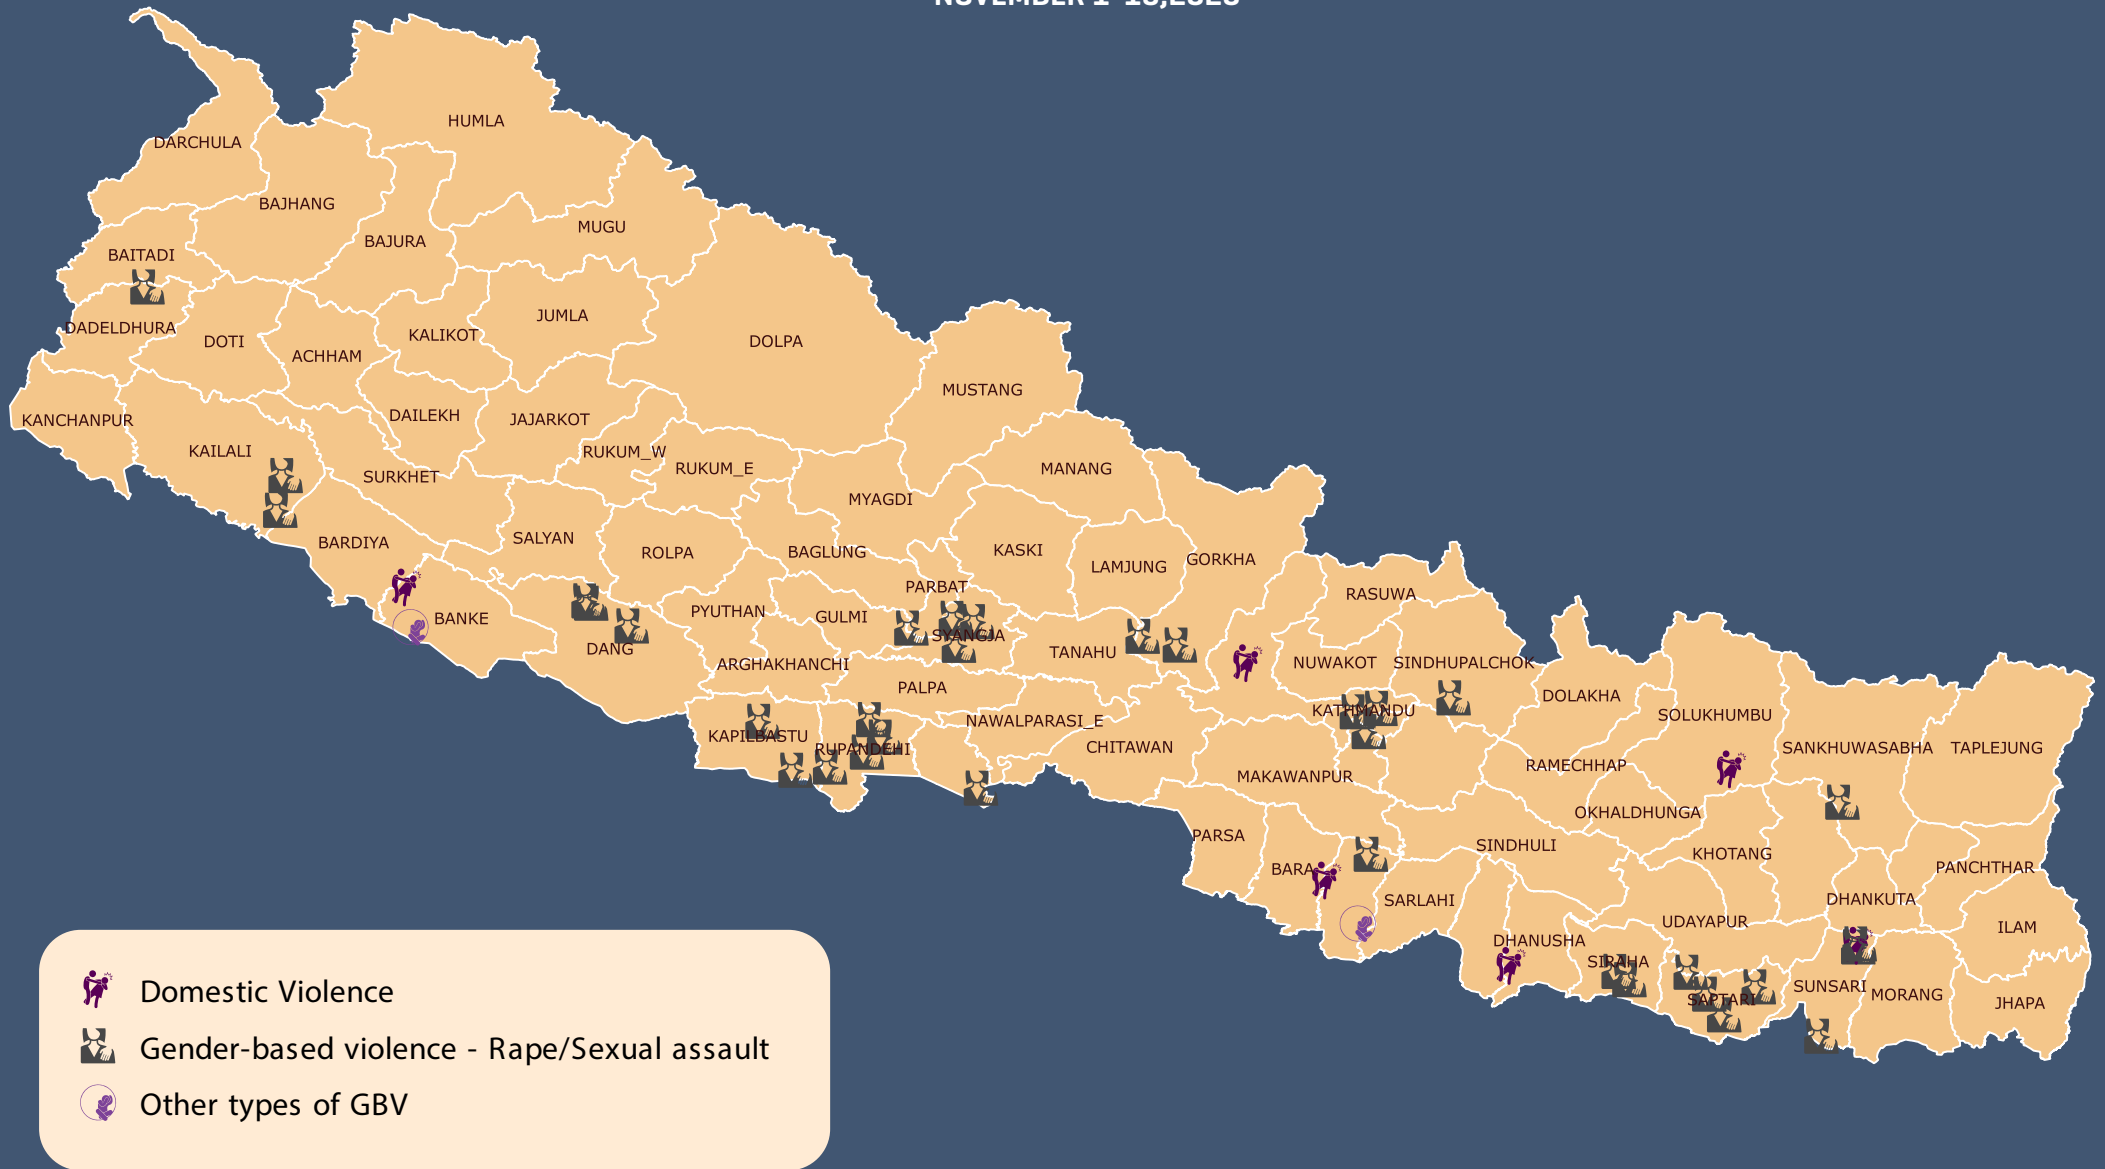 HUMLA
DARCHULA
BAJHANG
MUGU
BAJURA
BAITADI
JUMLA
DADELDHURA
KALIKOT
DOTI
DOLPA
ACHHAM
MUSTANG
DAILEKH
KANCHANPUR
JAJARKOT
KAILALI
RUKUM_W
RUKUM_E
MANANG
SURKHET
MYAGDI
SALYAN
BARDIYA
KASKI
ROLPA
BAGLUNG
GORKHA
LAMJUNG
PARBAT
RASUWA
PYUTHAN
GULMI
BANKE
SYANGJA
DANG
TANAHU
ARGHAKHANCHI
NUWAKOT
SINDHUPALCHOK
PALPA
DOLAKHA
KATHMANDU
SOLUKHUMBU
NAWALPARASI_E
KAPILBASTU
RUPANDEHI
CHITAWAN
SANKHUWASABHA
TAPLEJUNG
RAMECHHAP
MAKAWANPUR
OKHALDHUNGA
PARSA
SINDHULI
KHOTANG
BARA
PANCHTHAR
SARLAHI
DHANKUTA
UDAYAPUR
ILAM
DHANUSHA
SIRAHA
SUNSARI
MORANG
SAPTARI
JHAPA
Domestic Violence
Gender-based violence - Rape/Sexual assault
Other types of GBV